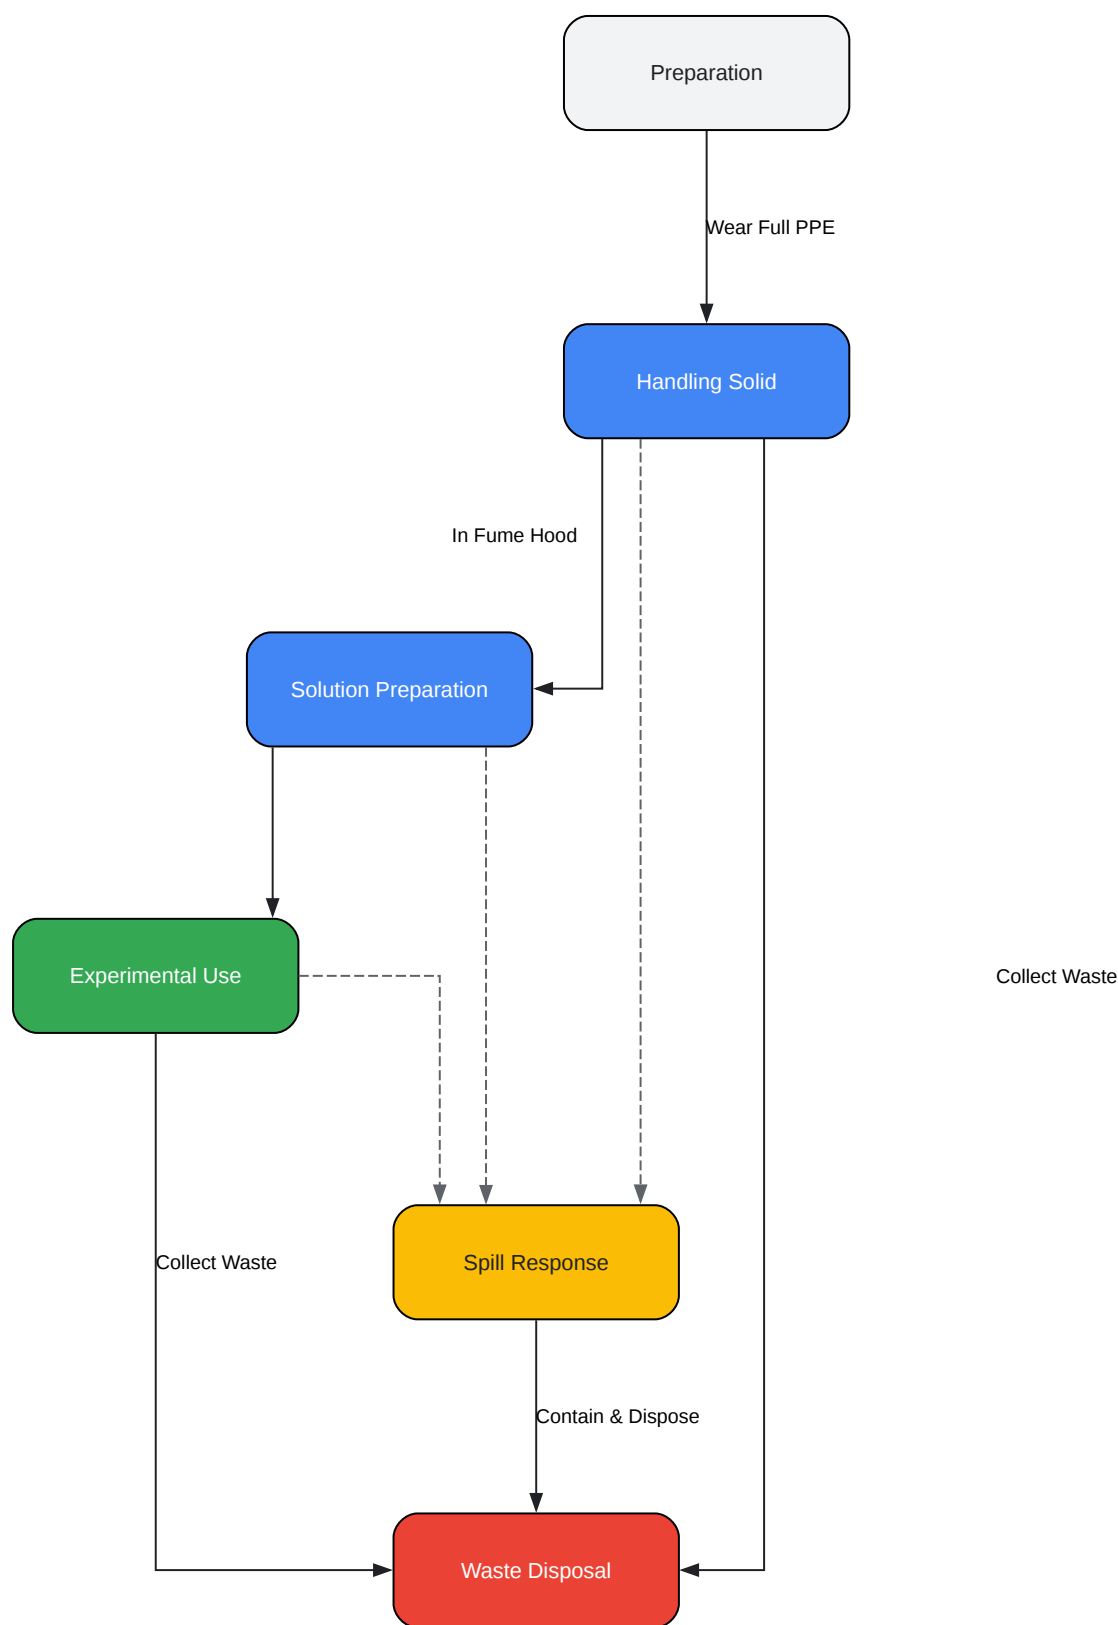 Preparation
Wear Full PPE
Handling Solid
In Fume Hood
Solution Preparation
Experimental Use
Collect Waste
Collect Waste
Spill Response
Contain & Dispose
Waste Disposal